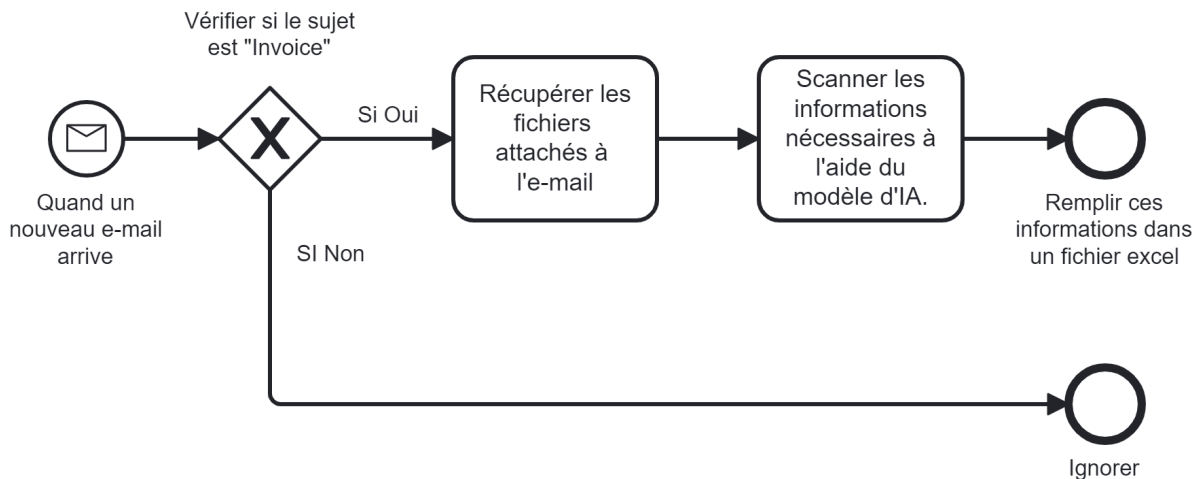 Vérifier si le sujet
est "Invoice"
Si Oui
Récupérer les
fichiers
attachés à
l'e-mail
Scanner les
informations
nécessaires à
l'aide du
modèle d'IA.
Quand un
nouveau e-mail
arrive
Remplir ces
informations dans
un fichier excel
SI Non
Ignorer